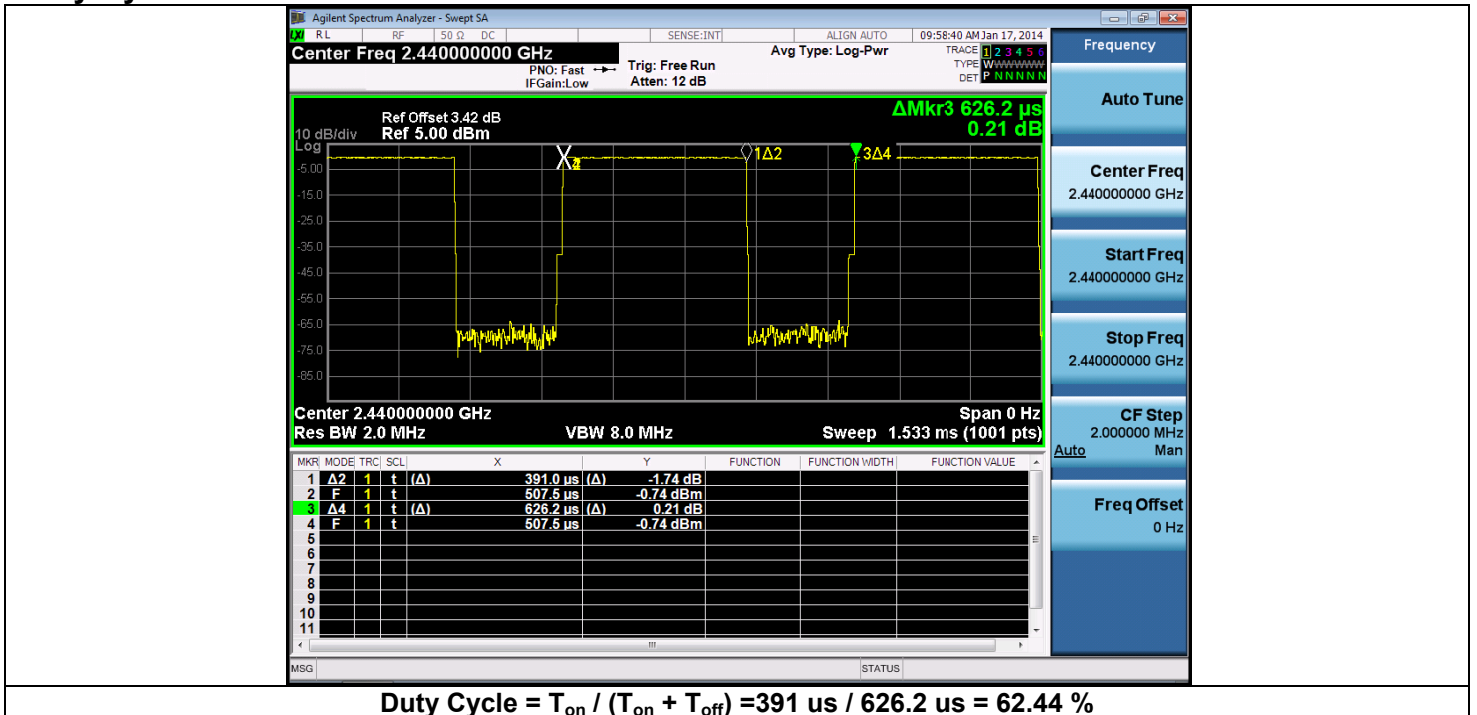 Agilent Spectrum Analyzer - Swept SA
LXI RL RF 50 Ω DC SENSE:INT ALIGN AUTO 09:58:40 AM Jan 17, 2014
Center Freq 2.440000000 GHz
PNO: Fast
IFGain:Low
Trig: Free Run
Atten: 12 dB
Avg Type: Log-Pwr
TRACE 1 2 3 4 5 6
TYPE WWWWWWW
DET P N N N N N
ΔMkr3 626.2 µs
0.21 dB
Ref Offset 3.42 dB
10 dB/div Ref 5.00 dBm
Log
-5.00
-15.0
-25.0
-35.0
-45.0
-55.0
-65.0
-75.0
-85.0
1Δ2
3Δ4
Center 2.440000000 GHz Span 0 Hz
Res BW 2.0 MHz VBW 8.0 MHz Sweep 1.533 ms (1001 pts)
MKR MODE TRC SCL X Y FUNCTION FUNCTION WIDTH FUNCTION VALUE
1 Δ2 1 t (Δ) 391.0 µs (Δ) -1.74 dB
2 F 1 t 507.5 µs -0.74 dBm
3 Δ4 1 t (Δ) 626.2 µs (Δ) 0.21 dB
4 F 1 t 507.5 µs -0.74 dBm
5
6
7
8
9
10
11
MSG STATUS
Frequency
Auto Tune
Center Freq
2.440000000 GHz
Start Freq
2.440000000 GHz
Stop Freq
2.440000000 GHz
CF Step
2.000000 MHz
Auto Man
Freq Offset
0 Hz
Duty Cycle = Ton / (Ton + Toff) =391 us / 626.2 us = 62.44 %